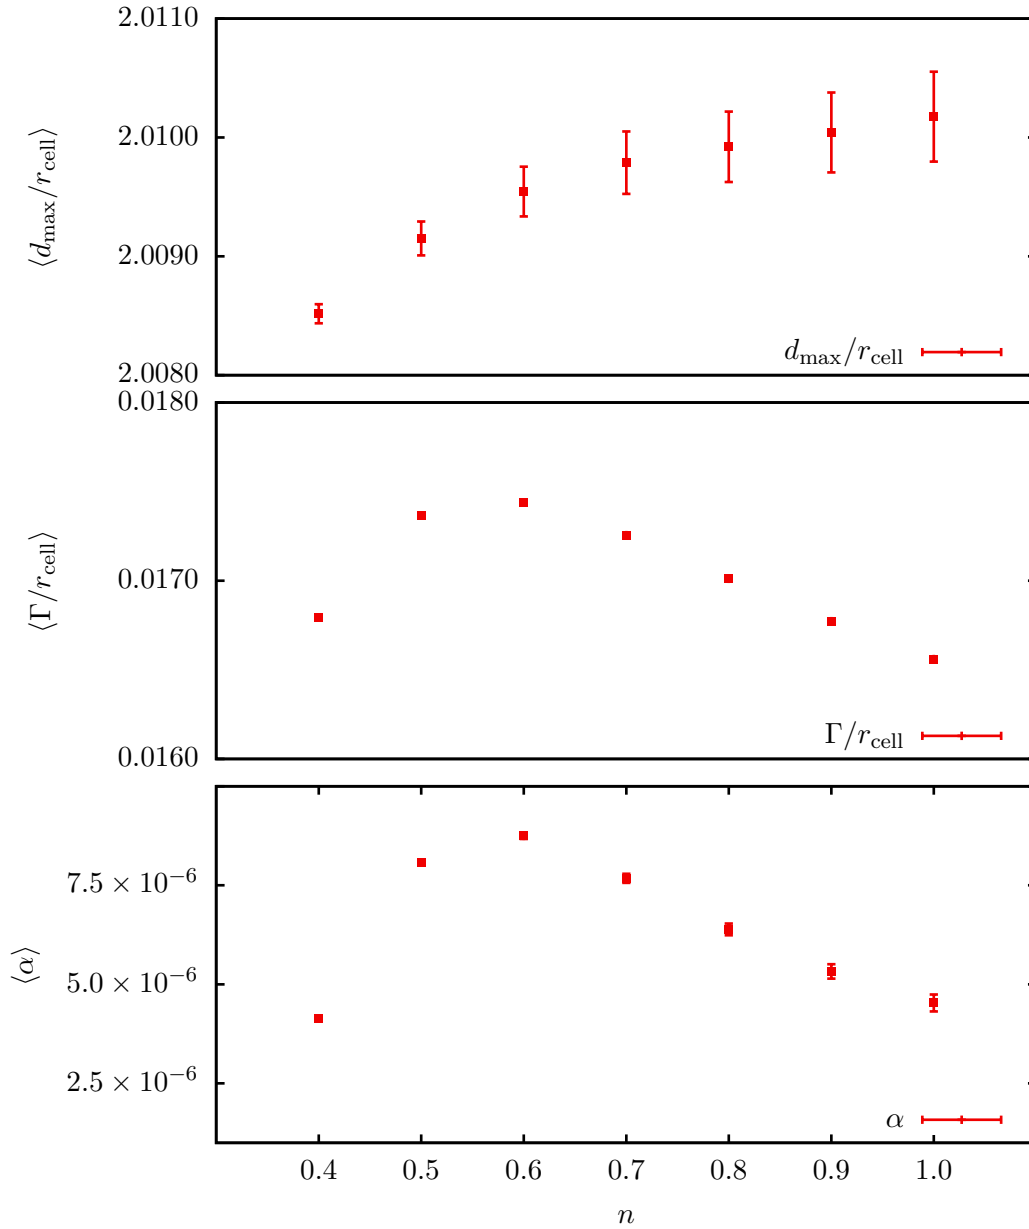 2.0110
2.0100
2.0090
2.0080
⟨d_max/r_cell⟩
d_max/r_cell
0.0180
0.0170
0.0160
⟨Γ/r_cell⟩
Γ/r_cell
7.5 × 10⁻⁶
5.0 × 10⁻⁶
2.5 × 10⁻⁶
⟨α⟩
α
0.4 0.5 0.6 0.7 0.8 0.9 1.0
n